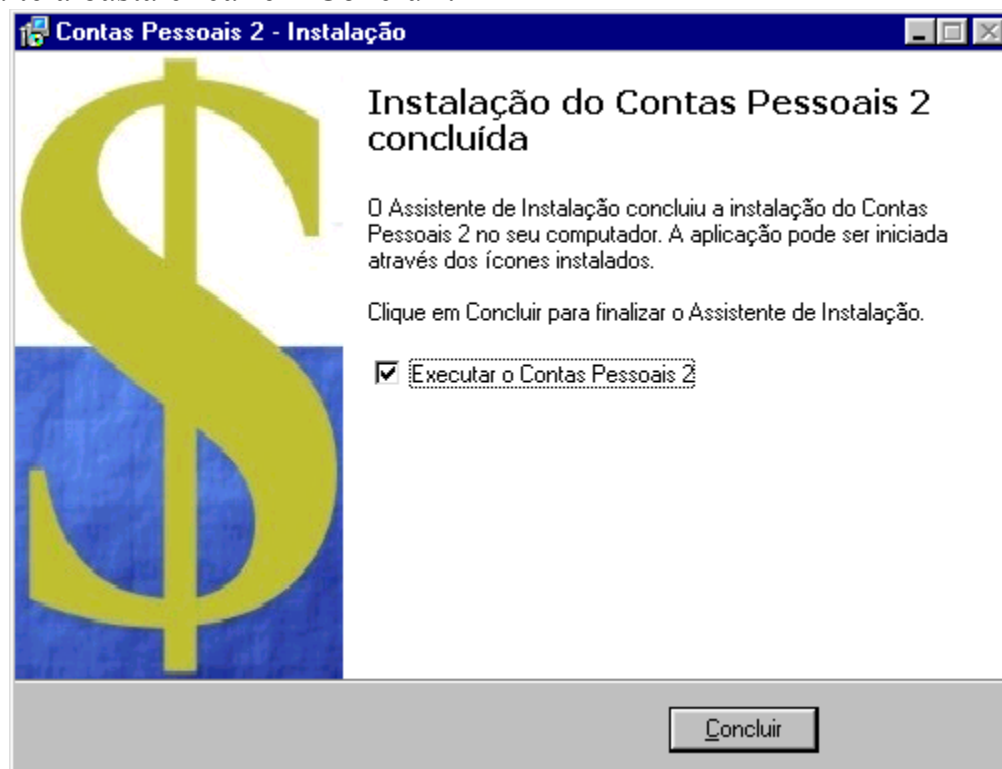 Contas Pessoais 2 - Instalação
Instalação do Contas Pessoais 2
concluída
O Assistente de Instalação concluiu a instalação do Contas
Pessoais 2 no seu computador. A aplicação pode ser iniciada
através dos ícones instalados.
Clique em Concluir para finalizar o Assistente de Instalação.
Executar o Contas Pessoais 2
Concluir